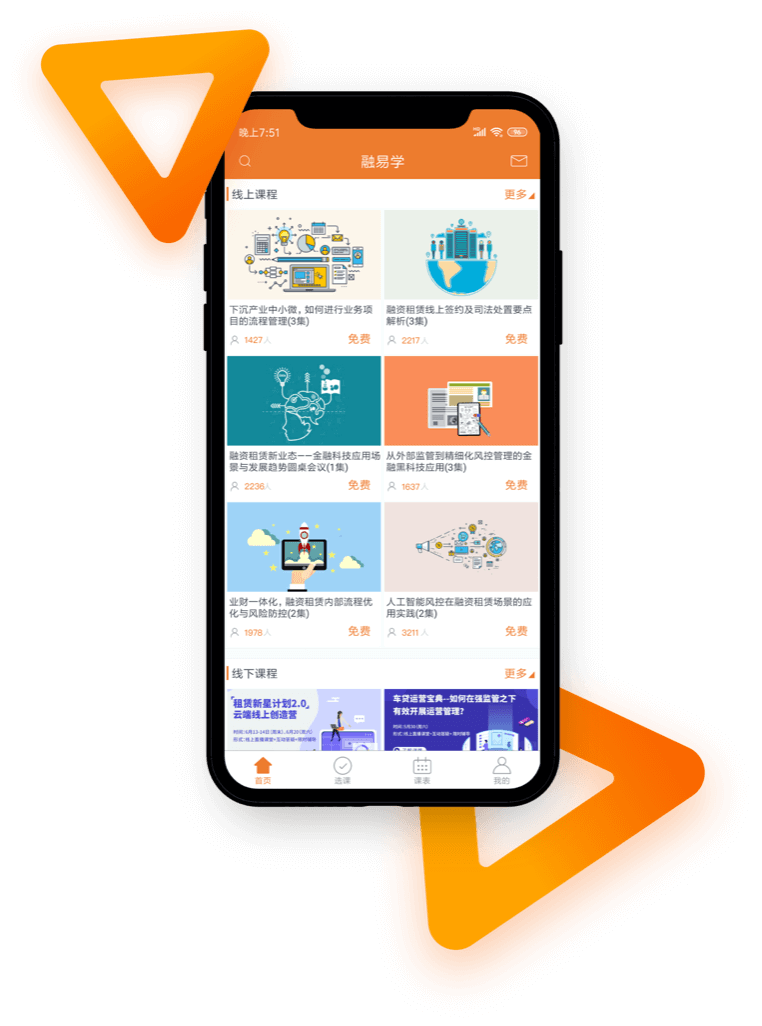 晚上7:51
融易学
线上课程
更多
下沉产业中小微，如何进行业务项
目的流程管理(3集)
1427人
免费
融资租赁线上签约及司法处置要点
解析(3集)
2217人
免费
融资租赁新业态——金融科技应用场
景与发展趋势圆桌会议(1集)
2236人
免费
从外部监管到精细化风控管理的金
融黑科技应用(3集)
1637人
免费
业财一体化，融资租赁内部流程优
化与风险防控(2集)
1978人
免费
人工智能风控在融资租赁场景的应
用实践(2集)
3211人
免费
线下课程
更多
租赁新星计划2.0
云端线上创造营
车贷运营宝典--如何在强监管之下
有效开展运营管理?
首页
选课
课表
我的